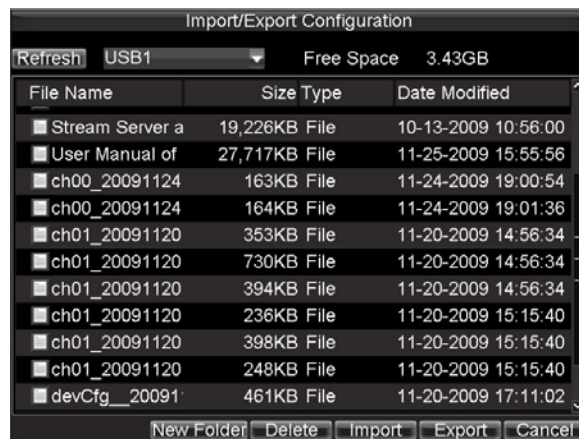 Import/Export Configuration
Refresh USB1 Free Space 3.43GB
File Name Size Type Date Modified
Stream Server a 19,226KB File 10-13-2009 10:56:00
User Manual of 27,717KB File 11-25-2009 15:55:56
ch00_20091124 163KB File 11-24-2009 19:00:54
ch00_20091124 164KB File 11-24-2009 19:01:36
ch01_20091120 353KB File 11-20-2009 14:56:34
ch01_20091120 730KB File 11-20-2009 14:56:34
ch01_20091120 394KB File 11-20-2009 14:56:34
ch01_20091120 236KB File 11-20-2009 15:15:40
ch01_20091120 398KB File 11-20-2009 15:15:40
ch01_20091120 248KB File 11-20-2009 15:15:40
devCfg__20091 461KB File 11-20-2009 17:11:02
New Folder Delete Import Export Cancel